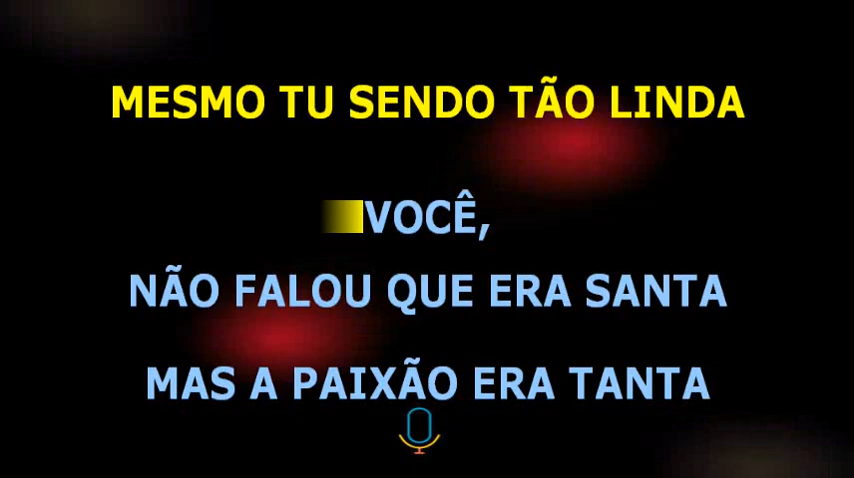 MESMO TU SENDO TÃO LINDA
VOCÊ,
NÃO FALOU QUE ERA SANTA
MAS A PAIXÃO ERA TANTA